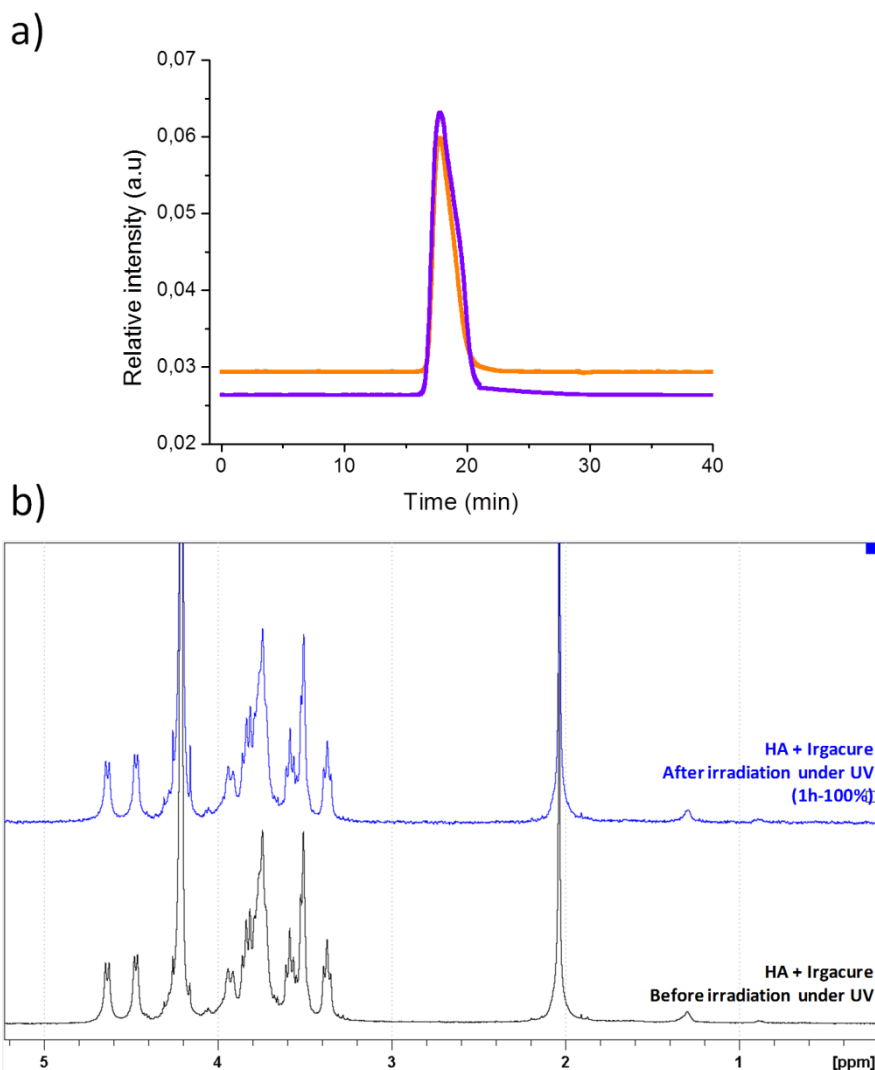 a)
0,07
0,06
0,05
0,04
0,03
0,02
Relative intensity (a.u)
0
10
20
30
40
Time (min)
b)
HA + Irgacure
After irradiation under UV
(1h-100%)
HA + Irgacure
Before irradiation under UV
5
4
3
2
1
[ppm]